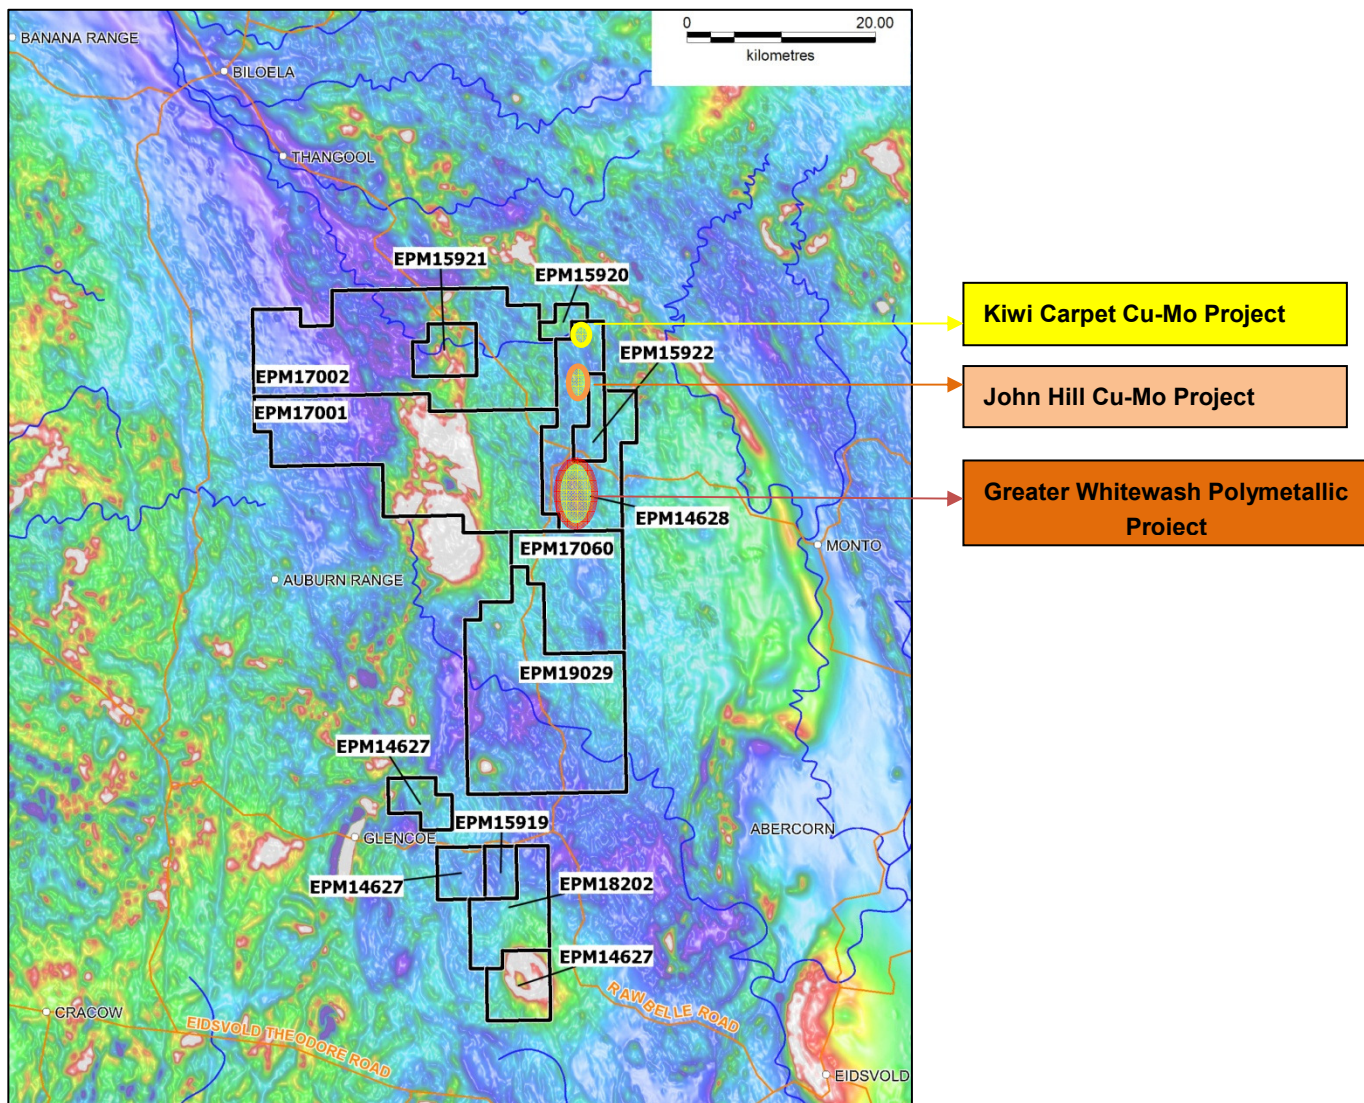 0 20.00
kilometres
BANANA RANGE
BILOELA
THANGOOL
EPM15921
EPM15920
Kiwi Carpet Cu-Mo Project
EPM15922
EPM17002
John Hill Cu-Mo Project
EPM17001
Greater Whitewash Polymetallic
Project
EPM14628
EPM17060
MONTO
AUBURN RANGE
EPM19029
EPM14627
EPM15919
ABERCORN
GLENCOE
EPM14627
EPM18202
EPM14627
RAWBELLE ROAD
CRACOW
EIDSVOLD THEODORE ROAD
EIDSVOLD